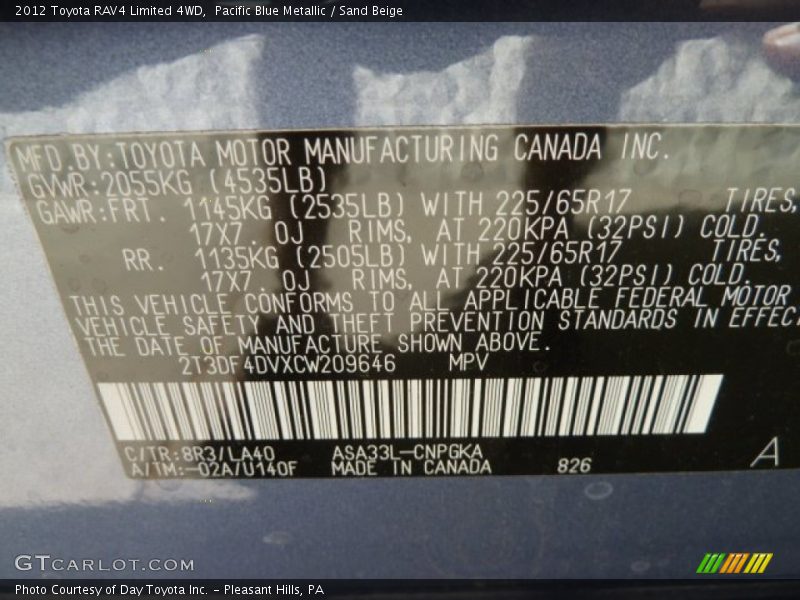 2012 Toyota RAV4 Limited 4WD, Pacific Blue Metallic / Sand Beige
MFD. BY: TOYOTA MOTOR MANUFACTURING CANADA INC.
GVWR: 2055KG (4535LB)
GAWR: FRT. 1145KG (2535LB) WITH 225/65R17 TIRES,
17X7. 0J RIMS, AT 220KPA (32PSI) COLD.
RR. 1135KG (2505LB) WITH 225/65R17 TIRES,
17X7. 0J RIMS, AT 220KPA (32PSI) COLD.
THIS VEHICLE CONFORMS TO ALL APPLICABLE FEDERAL MOTOR
VEHICLE SAFETY AND THEFT PREVENTION STANDARDS IN EFFEC
THE DATE OF MANUFACTURE SHOWN ABOVE.
2T3DF4DVXCW209646 MPV
C/TR: 8R3/LA40 ASA33L-CNPGKA
A/TM: -02A/U140F MADE IN CANADA 826 A
GTCARLOT.COM
Photo Courtesy of Day Toyota Inc. - Pleasant Hills, PA